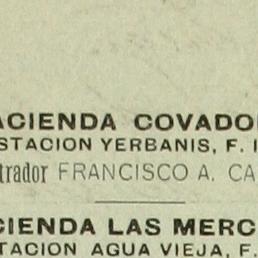 ACIENDA COVADO
STACION YERBANIS, F. I
trador FRANCISCO A. CA
CIENDA LAS MERC
TACION AGUA VIEJA, F.